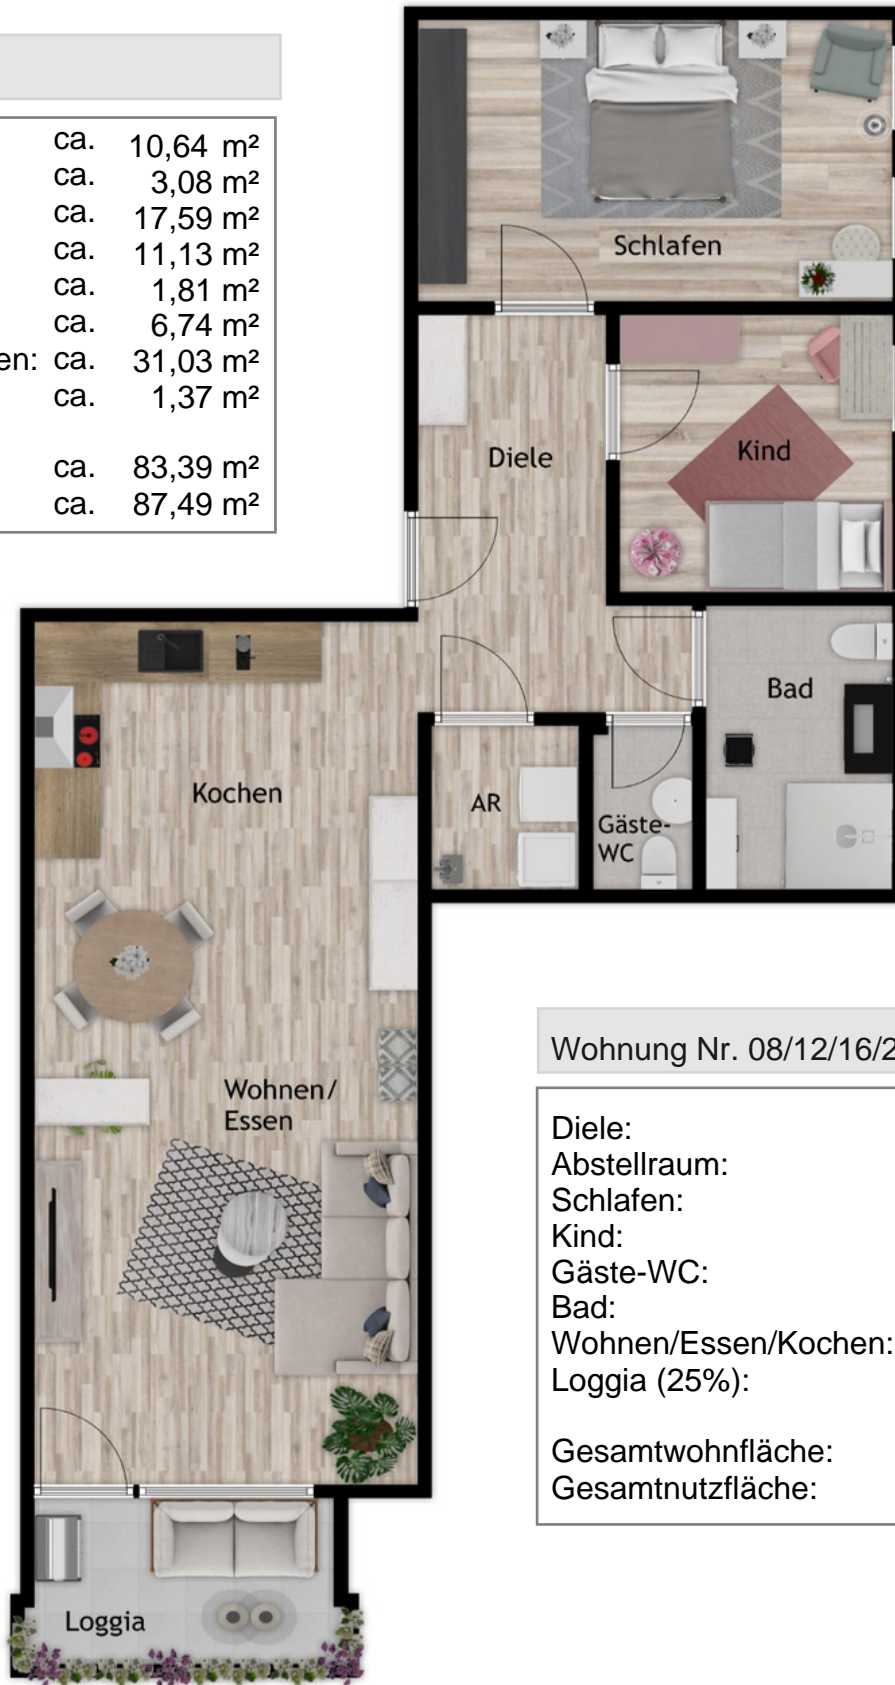 ca. 10,64 m²
ca. 3,08 m²
ca. 17,59 m²
ca. 11,13 m²
ca. 1,81 m²
ca. 6,74 m²
en: ca. 31,03 m²
ca. 1,37 m²
ca. 83,39 m²
ca. 87,49 m²
Schlafen
Diele
Kind
Bad
Kochen
AR
Gäste-
WC
Wohnen/
Essen
Loggia
Wohnung Nr. 08/12/16/2
Diele:
Abstellraum:
Schlafen:
Kind:
Gäste-WC:
Bad:
Wohnen/Essen/Kochen:
Loggia (25%):
Gesamtwohnfläche:
Gesamtnutzfläche: